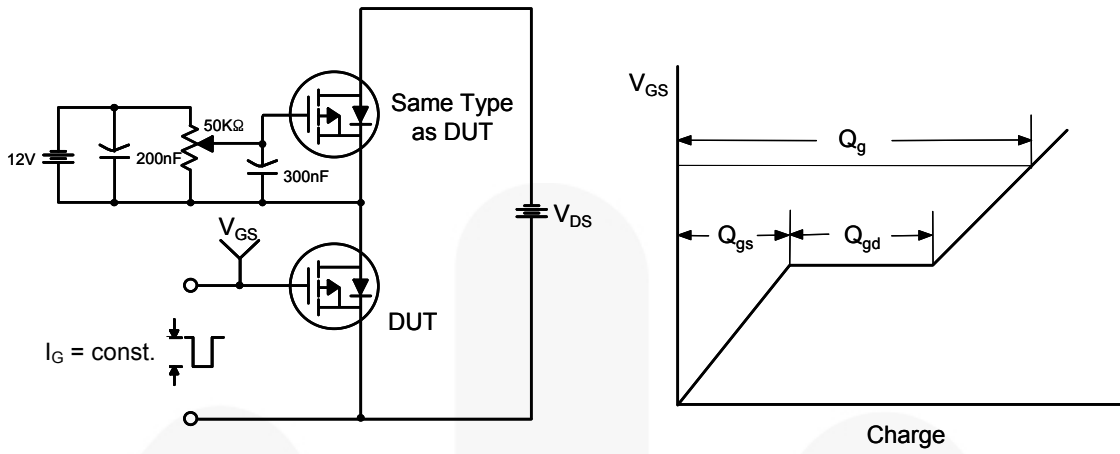 Same Type
as DUT
50KΩ
12V
200nF
300nF
V_GS
V_DS
DUT
I_G = const.
V_GS
Q_g
Q_gs
Q_gd
Charge